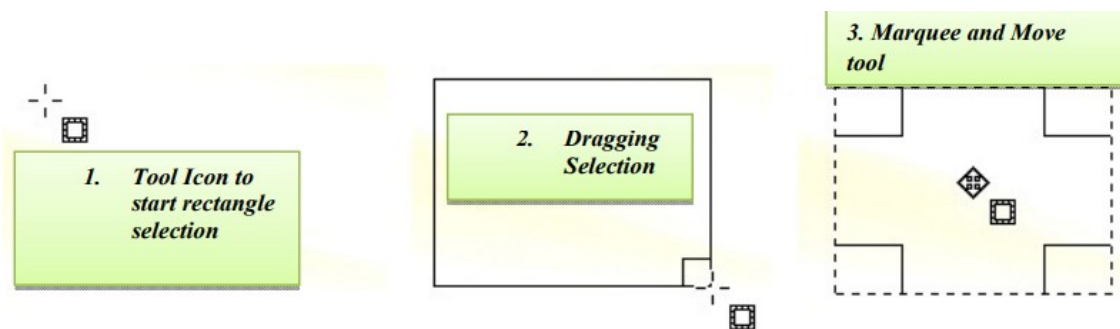 1. Tool Icon to
start rectangle
selection
2. Dragging
Selection
3. Marquee and Move
tool